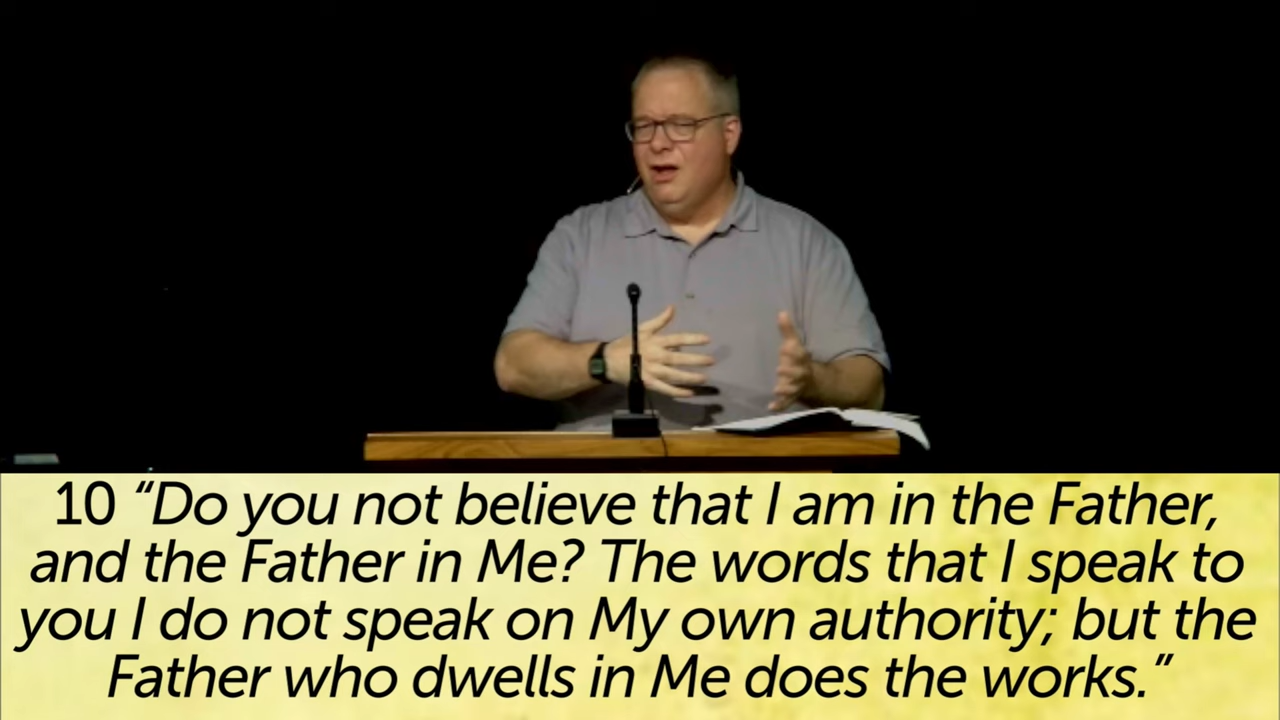 10 “Do you not believe that I am in the Father,
and the Father in Me? The words that I speak to
you I do not speak on My own authority; but the
Father who dwells in Me does the works.”